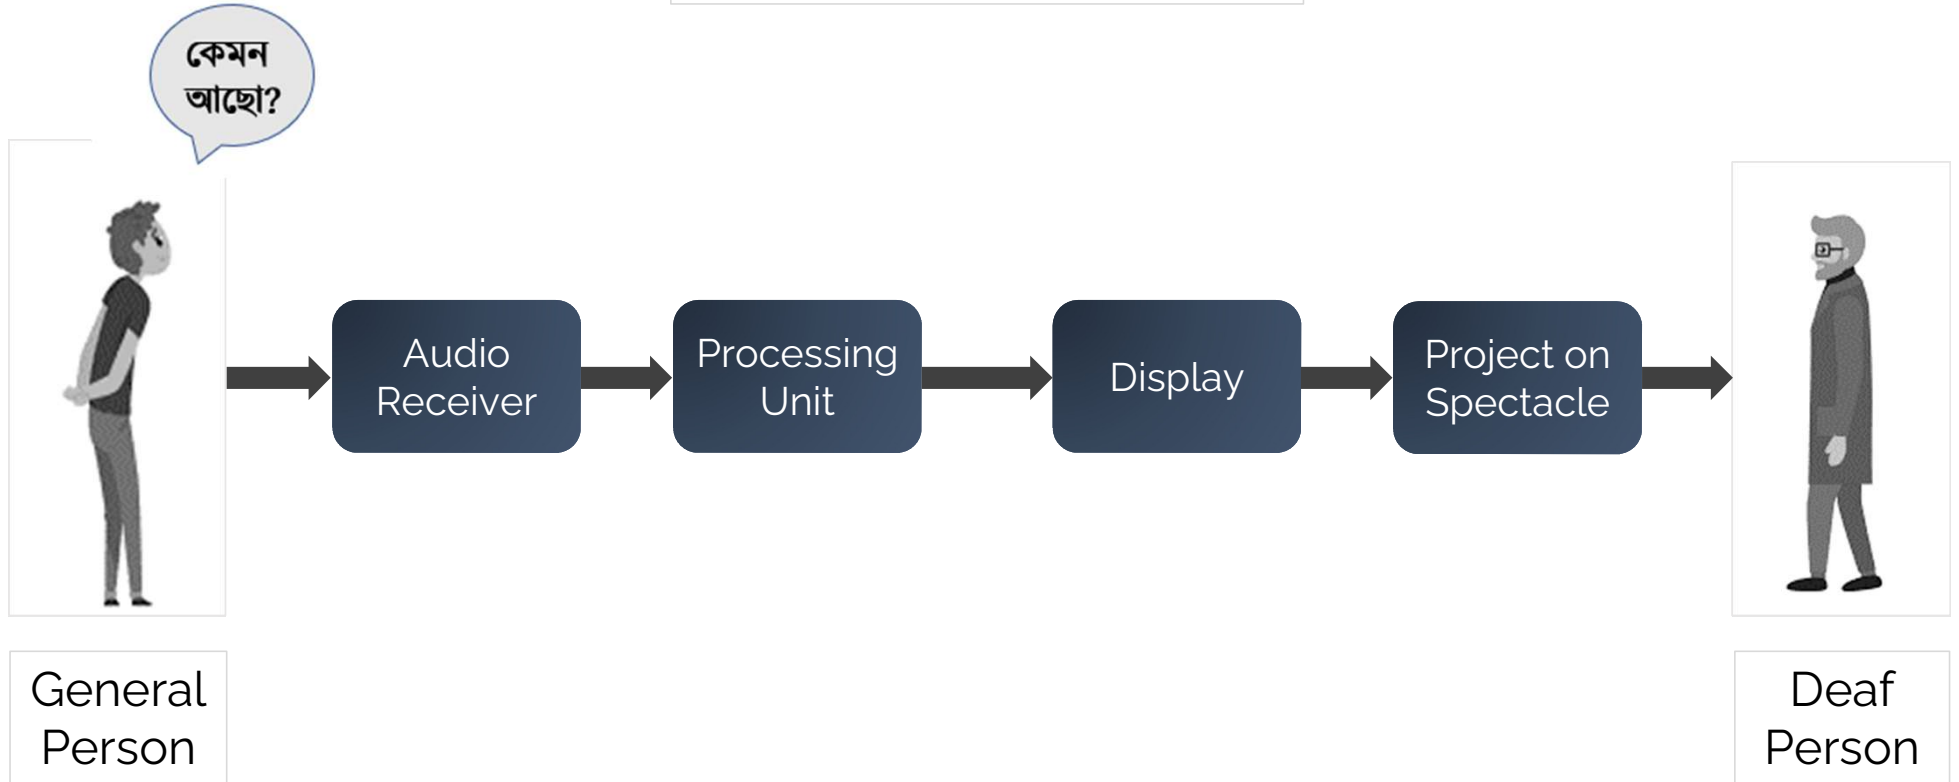 কেমন
আছো?
Audio
Receiver
Processing
Unit
Display
Project on
Spectacle
General
Person
Deaf
Person